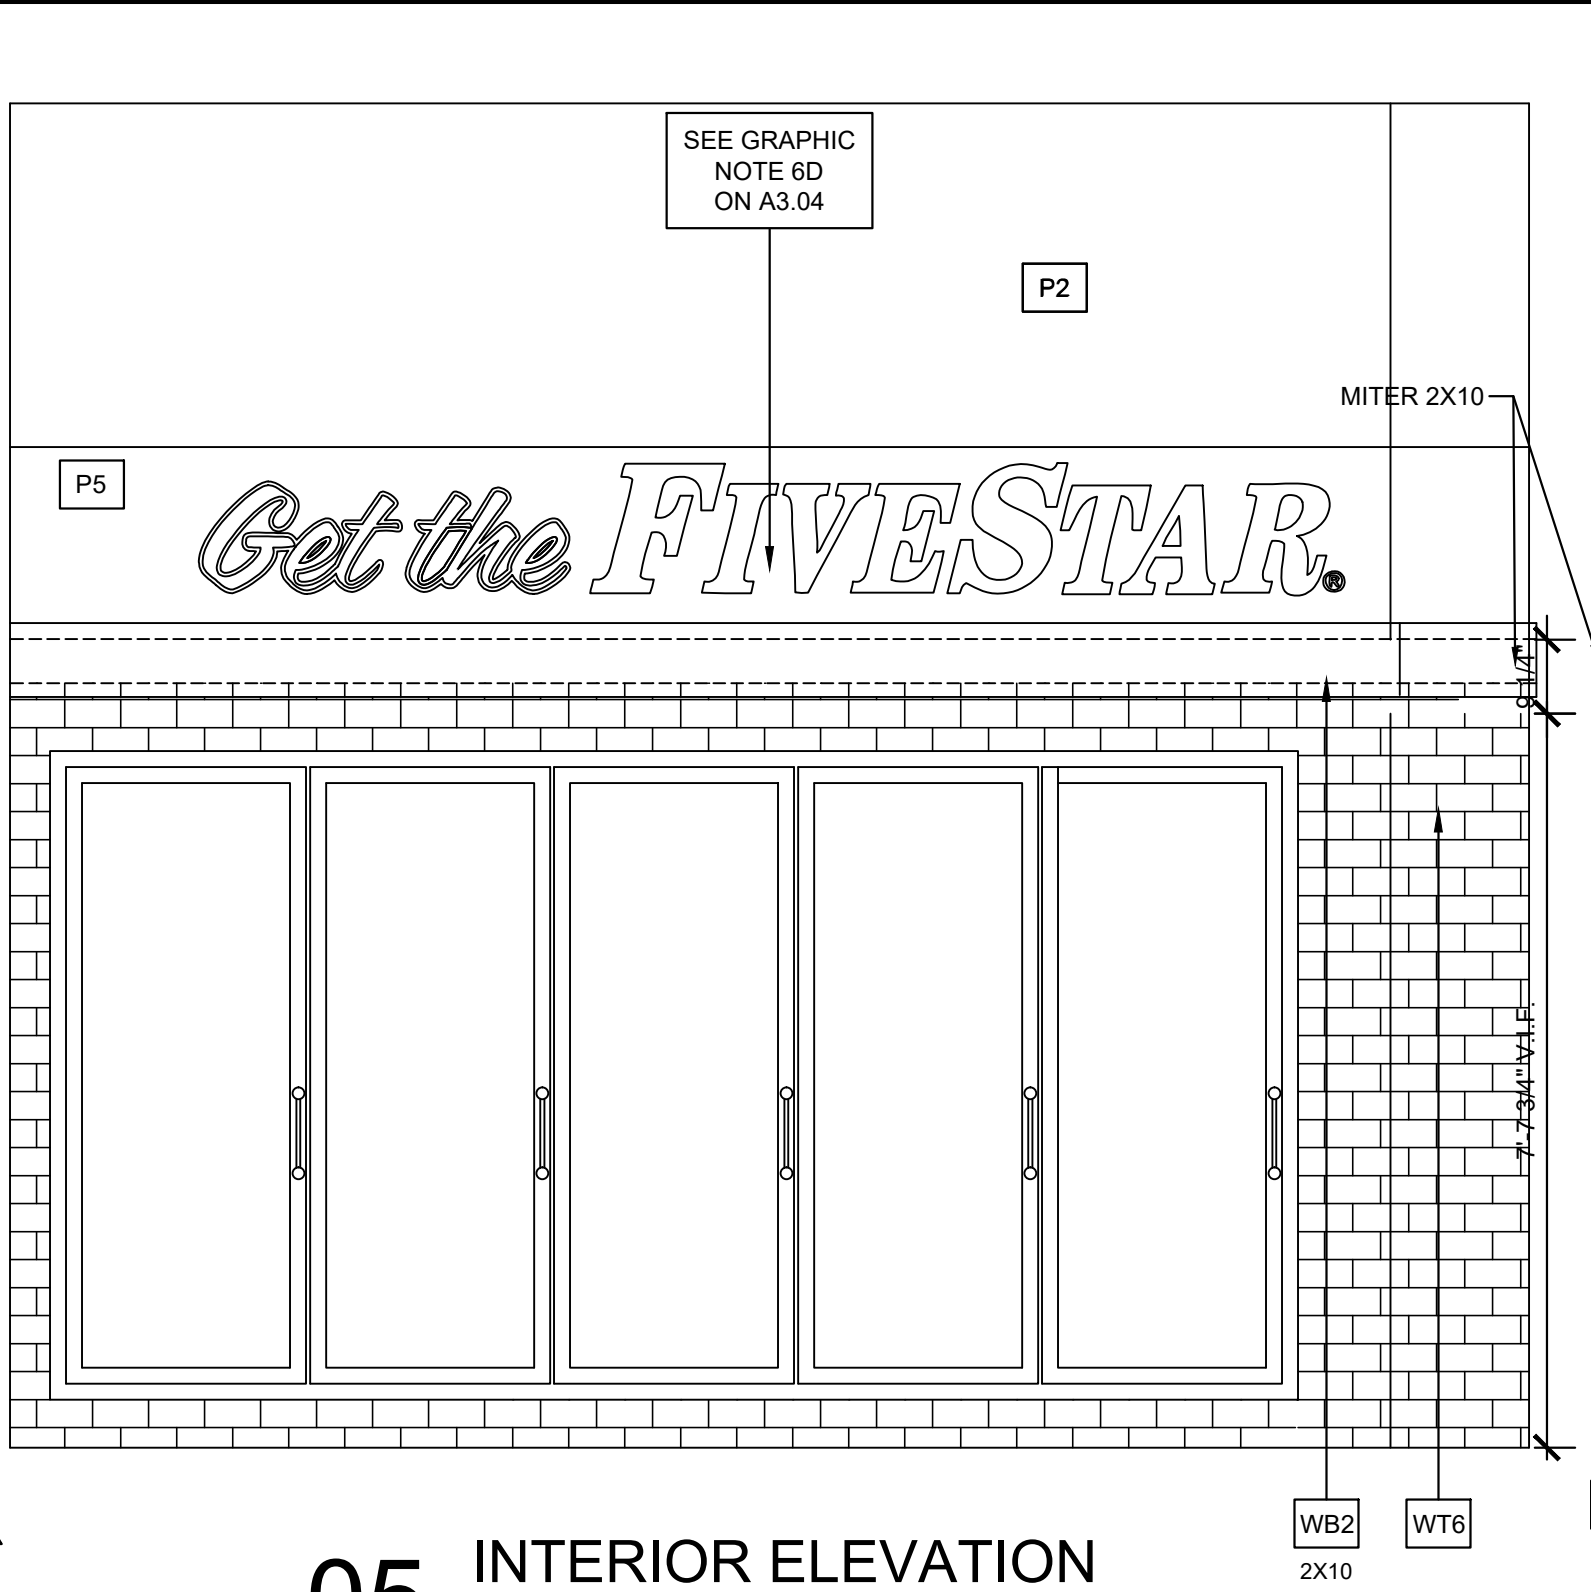 SEE GRAPHIC
NOTE 6D
ON A3.04
P2
MITER 2X10
P5
Get the FIVESTAR®
9 1/4"
7'-7 3/4" V.I.F.
WB2
WT6
2X10
05
INTERIOR ELEVATION